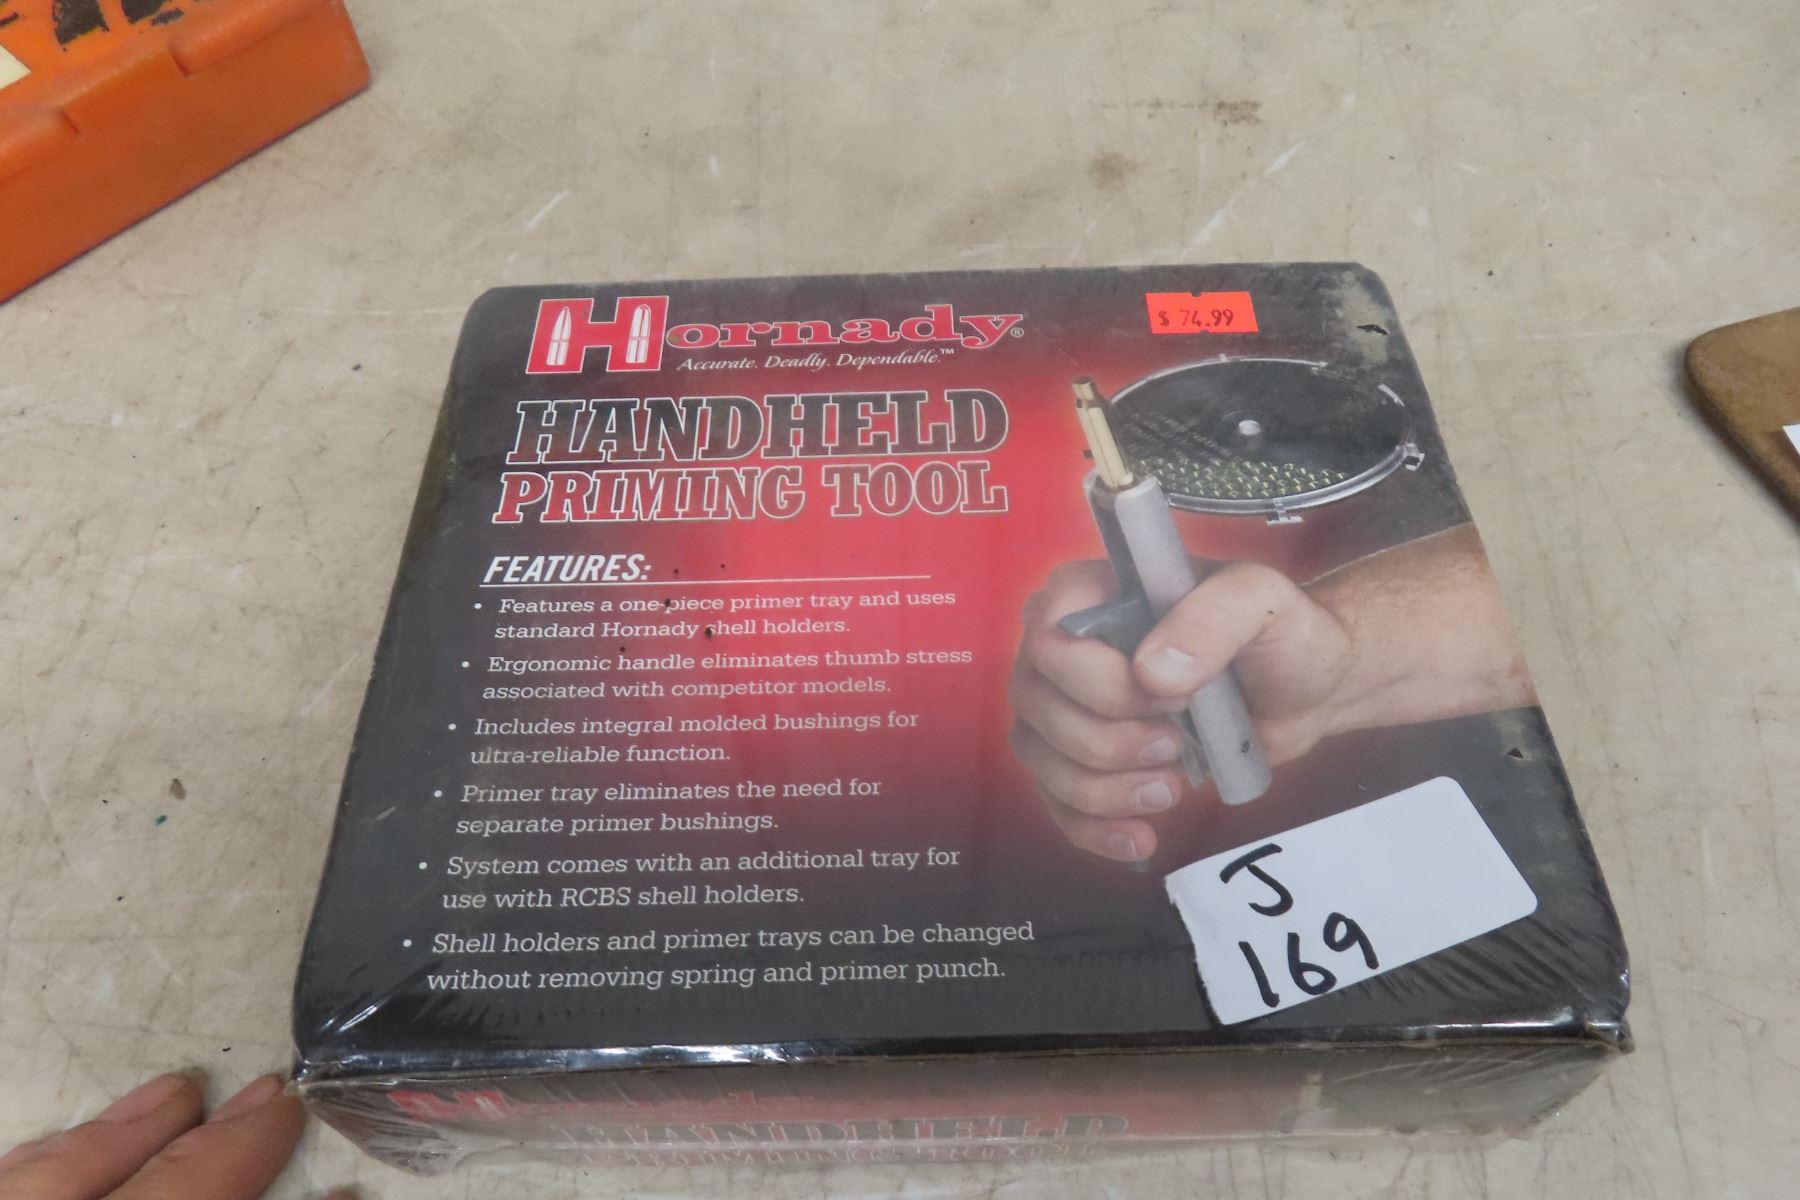 Hornady®
Accurate. Deadly. Dependable.™
$ 74.99
HANDHELD
PRIMING TOOL
FEATURES:
• Features a one-piece primer tray and uses
standard Hornady shell holders.
• Ergonomic handle eliminates thumb stress
associated with competitor models.
• Includes integral molded bushings for
ultra-reliable function.
• Primer tray eliminates the need for
separate primer bushings.
• System comes with an additional tray for
use with RCBS shell holders.
• Shell holders and primer trays can be changed
without removing spring and primer punch.
J
169
Hornady
HANDHELD
PRIMING TOOL